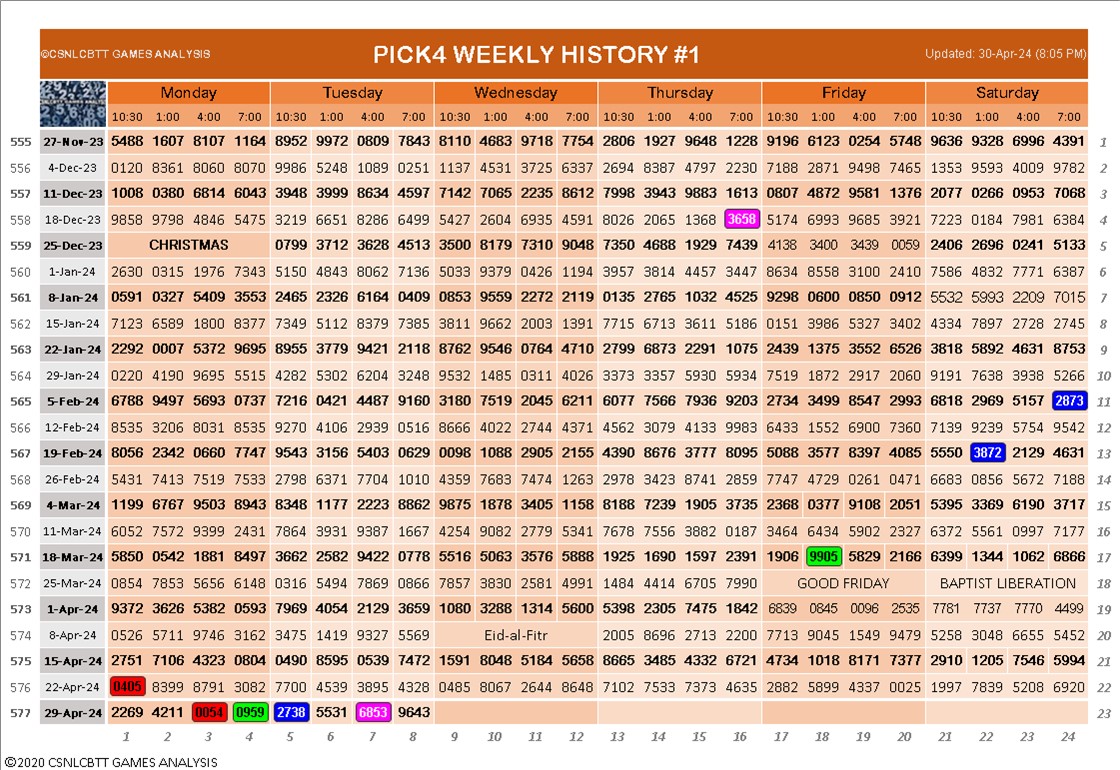 ©CSNLCBTT GAMES ANALYSIS PICK4 WEEKLY HISTORY #1 Updated: 30-Apr-24 (8:05 PM)
Monday Tuesday Wednesday Thursday Friday Saturday
10:30 1:00 4:00 7:00 10:30 1:00 4:00 7:00 10:30 1:00 4:00 7:00 10:30 1:00 4:00 7:00 10:30 1:00 4:00 7:00 10:30 1:00 4:00 7:00
555 27-Nov-23 5488 1607 8107 1164 8952 9972 0809 7843 8110 4683 9718 7754 2806 1927 9648 1228 9196 6123 0254 5748 9636 9328 6996 4391 1
556 4-Dec-23 0120 8361 8060 8070 9986 5248 1089 0251 1137 4531 3725 6337 2694 8387 4797 2230 7188 2871 9498 7465 1353 9593 4009 9782 2
557 11-Dec-23 1008 0380 6814 6043 3948 3999 8634 4597 7142 7065 2235 8612 7998 3943 9883 1613 0807 4872 9581 1376 2077 0266 0953 7068 3
558 18-Dec-23 9858 9798 4846 5475 3219 6651 8286 6499 5427 2604 6935 4591 8026 2065 1368 3658 5174 6993 9685 3921 7223 0184 7981 6384 4
559 25-Dec-23 CHRISTMAS 0799 3712 3628 4513 3500 8179 7310 9048 7350 4688 1929 7439 4138 3400 3439 0059 2406 2696 0241 5133 5
560 1-Jan-24 2630 0315 1976 7343 5150 4843 8062 7136 5033 9379 0426 1194 3957 3814 4457 3447 8634 8558 3100 2410 7586 4832 7771 6387 6
561 8-Jan-24 0591 0327 5409 3553 2465 2326 6164 0409 0853 9559 2272 2119 0135 2765 1032 4525 9298 0600 0850 0912 5532 5993 2209 7015 7
562 15-Jan-24 7123 6589 1800 8377 7349 5112 8379 7385 3811 9662 2003 1391 7715 6713 3611 5186 0151 3986 5327 3402 4334 7897 2728 2745 8
563 22-Jan-24 2292 0007 5372 9695 8955 3779 9421 2118 8762 9546 0764 4710 2799 6873 2291 1075 2439 1375 3552 6526 3818 5892 4631 8753 9
564 29-Jan-24 0220 4190 9695 5515 4282 5302 6204 3248 9532 1485 0311 4026 3373 3357 5930 5934 7519 1872 2917 2060 9191 7638 3938 5266 10
565 5-Feb-24 6788 9497 5693 0737 7216 0421 4487 9160 3180 7519 2045 6211 6077 7566 7936 9203 2734 3499 8547 2993 6818 2969 5157 2873 11
566 12-Feb-24 8535 3206 8031 8535 9270 4106 2939 0516 8666 4022 2744 4371 4562 3079 4133 9983 6433 1552 6900 7360 7139 9239 5754 9542 12
567 19-Feb-24 8056 2342 0660 7747 9543 3156 5403 0629 0098 1088 2905 2155 4390 8676 3777 8095 5088 3577 8397 4085 5550 3872 2129 4631 13
568 26-Feb-24 5431 7413 7519 7533 2798 6371 7704 1010 4359 7683 7474 1263 2978 3423 8741 2859 7747 4729 0261 0471 6683 0856 5672 7188 14
569 4-Mar-24 1199 6767 9503 8943 8348 1177 2223 8862 9875 1878 3405 1158 8188 7239 1905 3735 2368 0377 9108 2051 5395 3369 6190 3717 15
570 11-Mar-24 6052 7572 9399 2431 7864 3931 9387 1667 4254 9082 2779 5341 7678 7556 3882 0187 3464 6434 5902 2327 6372 5561 0997 7177 16
571 18-Mar-24 5850 0542 1881 8497 3662 2582 9422 0778 5516 5063 3576 5888 1925 1690 1597 2391 1906 9905 5829 2166 6399 1344 1062 6866 17
572 25-Mar-24 0854 7853 5656 6148 0316 5494 7869 0866 7857 3830 2581 4991 1484 4414 6705 7990 GOOD FRIDAY BAPTIST LIBERATION 18
573 1-Apr-24 9372 3626 5382 0593 7969 4054 2129 3659 1080 3288 1314 5600 5398 2305 7475 1842 6839 0845 0096 2535 7781 7737 7770 4499 19
574 8-Apr-24 0526 5711 9746 3162 3475 1419 9327 5569 Eid-al-Fitr 2005 8696 2713 2200 7713 9045 1549 9479 5258 3048 6655 5452 20
575 15-Apr-24 2751 7106 4323 0804 0490 8595 0539 7472 1591 8048 5184 5658 8665 3485 4332 6721 4734 1018 8171 7377 2910 1205 7546 5994 21
576 22-Apr-24 0405 8399 8791 3082 7700 4539 3895 4328 0485 8067 2644 8648 7102 7533 7373 4635 2882 5899 4337 0025 1997 7839 5208 6920 22
577 29-Apr-24 2269 4211 0054 0959 2738 5531 6853 9643 23
1 2 3 4 5 6 7 8 9 10 11 12 13 14 15 16 17 18 19 20 21 22 23 24
©2020 CSNLCBTT GAMES ANALYSIS